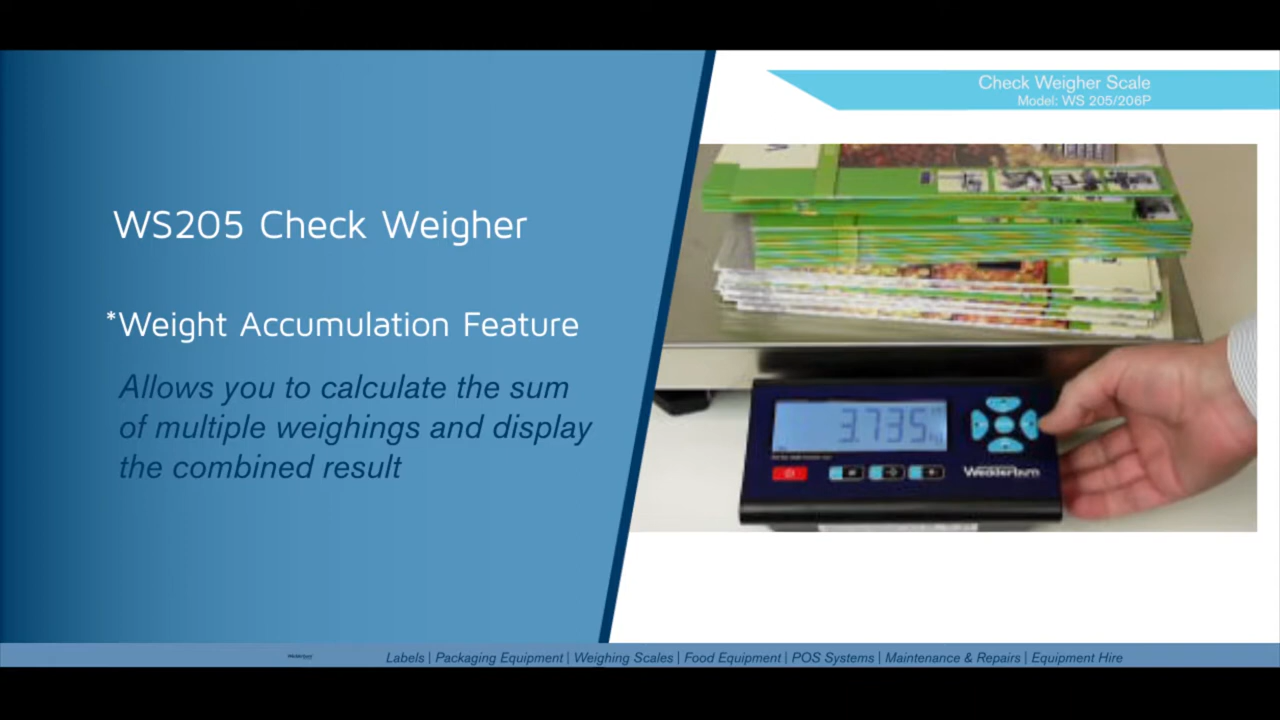 Check Weigher Scale
Model: WS 205/206P
WS205 Check Weigher
*Weight Accumulation Feature
Allows you to calculate the sum
of multiple weighings and display
the combined result
3.735
kg
Wedderburn
Labels | Packaging Equipment | Weighing Scales | Food Equipment | POS Systems | Maintenance & Repairs | Equipment Hire